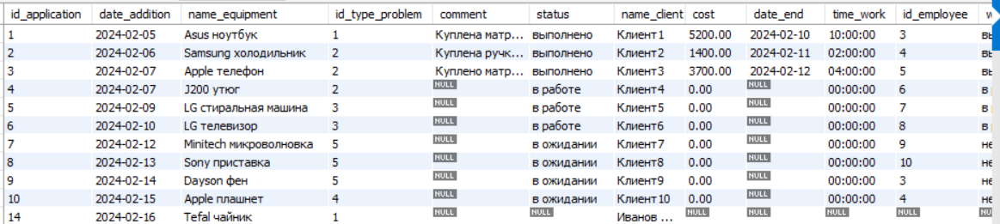 id_application date_addition name_equipment id_type_problem comment status name_client cost date_end time_work id_employee w
1 2024-02-05 Asus ноутбук 1 Куплена матр... выполнено Клиент1 5200.00 2024-02-10 10:00:00 3 вы
2 2024-02-06 Samsung холодильник 2 Куплена ручк... выполнено Клиент2 1400.00 2024-02-11 02:00:00 4 вы
3 2024-02-07 Apple телефон 2 Куплено матр... выполнено Клиент3 3700.00 2024-02-12 04:00:00 5 вы
4 2024-02-07 J200 утюг 2 NULL в работе Клиент4 0.00 NULL 00:00:00 6 в р
5 2024-02-09 LG стиральная машина 3 NULL в работе Клиент5 0.00 NULL 00:00:00 7 в р
6 2024-02-10 LG телевизор 3 NULL в работе Клиент6 0.00 NULL 00:00:00 8 в р
7 2024-02-12 Minitech микроволновка 5 NULL в ожидании Клиент7 0.00 NULL 00:00:00 9 не
8 2024-02-13 Sony приставка 5 NULL в ожидании Клиент8 0.00 NULL 00:00:00 10 не
9 2024-02-14 Dayson фен 5 NULL в ожидании Клиент9 0.00 NULL 00:00:00 3 не
10 2024-02-15 Apple плашнет 4 NULL в ожидании Клиент10 0.00 NULL 00:00:00 4 не
14 2024-02-16 Tefal чайник 1 NULL NULL Иванов ... NULL NULL NULL NULL NU